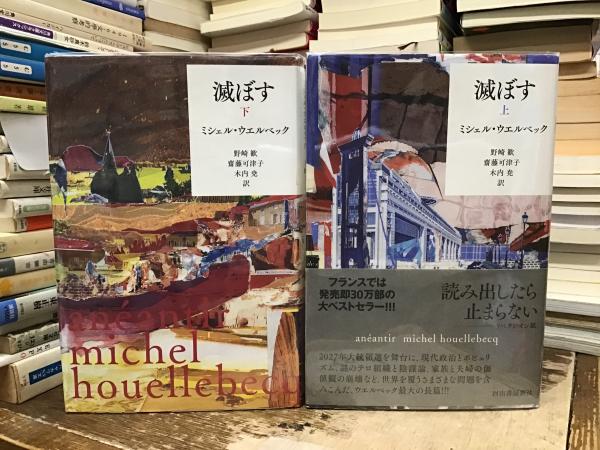 滅ぼす
下
ミシェル・ウエルベック
野崎 歓
齋藤可津子
木内 尭
訳
anéantir
michel
houellebecq
滅ぼす
上
ミシェル・ウエルベック
野崎 歓
齋藤可津子
木内 尭
訳
フランスでは
発売即30万部の
大ベストセラー!!!
読み出したら
止まらない
anéantir michel houellebecq
2027年大統領選を舞台に、現代政治とポピュリ
ズム、謎のテロ組織と陰謀論、家族と夫婦の価
値観の崩壊など、世界を覆うさまざまな問題を含
みこんだ、ウエルベック最大の長篇!!!
河出書房新社